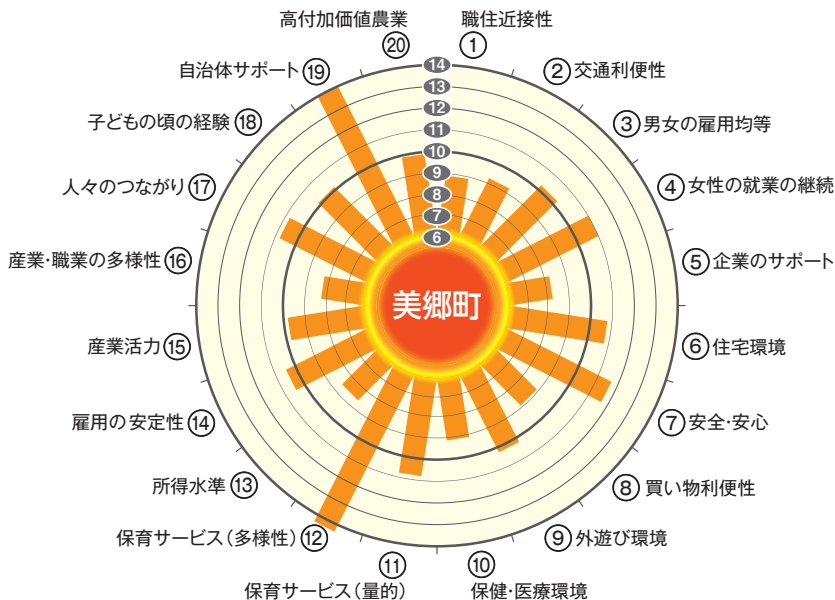 高付加価値農業
⑳
職住近接性
①
② 交通利便性
③ 男女の雇用均等
④ 女性の就業の継続
⑤ 企業のサポート
⑥ 住宅環境
⑦ 安全・安心
⑧ 買い物利便性
⑨ 外遊び環境
⑩
保健・医療環境
⑪
保育サービス（量的）
保育サービス（多様性） ⑫
所得水準 ⑬
雇用の安定性 ⑭
産業活力 ⑮
産業・職業の多様性 ⑯
人々のつながり ⑰
子どもの頃の経験 ⑱
自治体サポート ⑲
14
13
12
11
10
9
8
7
6
美郷町